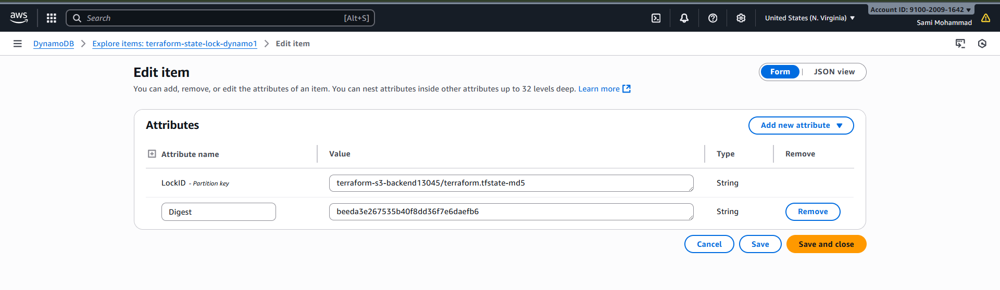 aws
Search [Alt+S]
United States (N. Virginia)
Account ID: 9100-2009-1642
Sami Mohammad
DynamoDB
Explore items: terraform-state-lock-dynamo1
Edit item
Edit item
Form
JSON view
You can add, remove, or edit the attributes of an item. You can nest attributes inside other attributes up to 32 levels deep. Learn more
Attributes
Add new attribute
Attribute name Value Type Remove
LockID - Partition key terraform-s3-backend13045/terraform.tfstate-md5 String
Digest beeda3e267535b40f8dd36f7e6daefb6 String Remove
Cancel Save Save and close